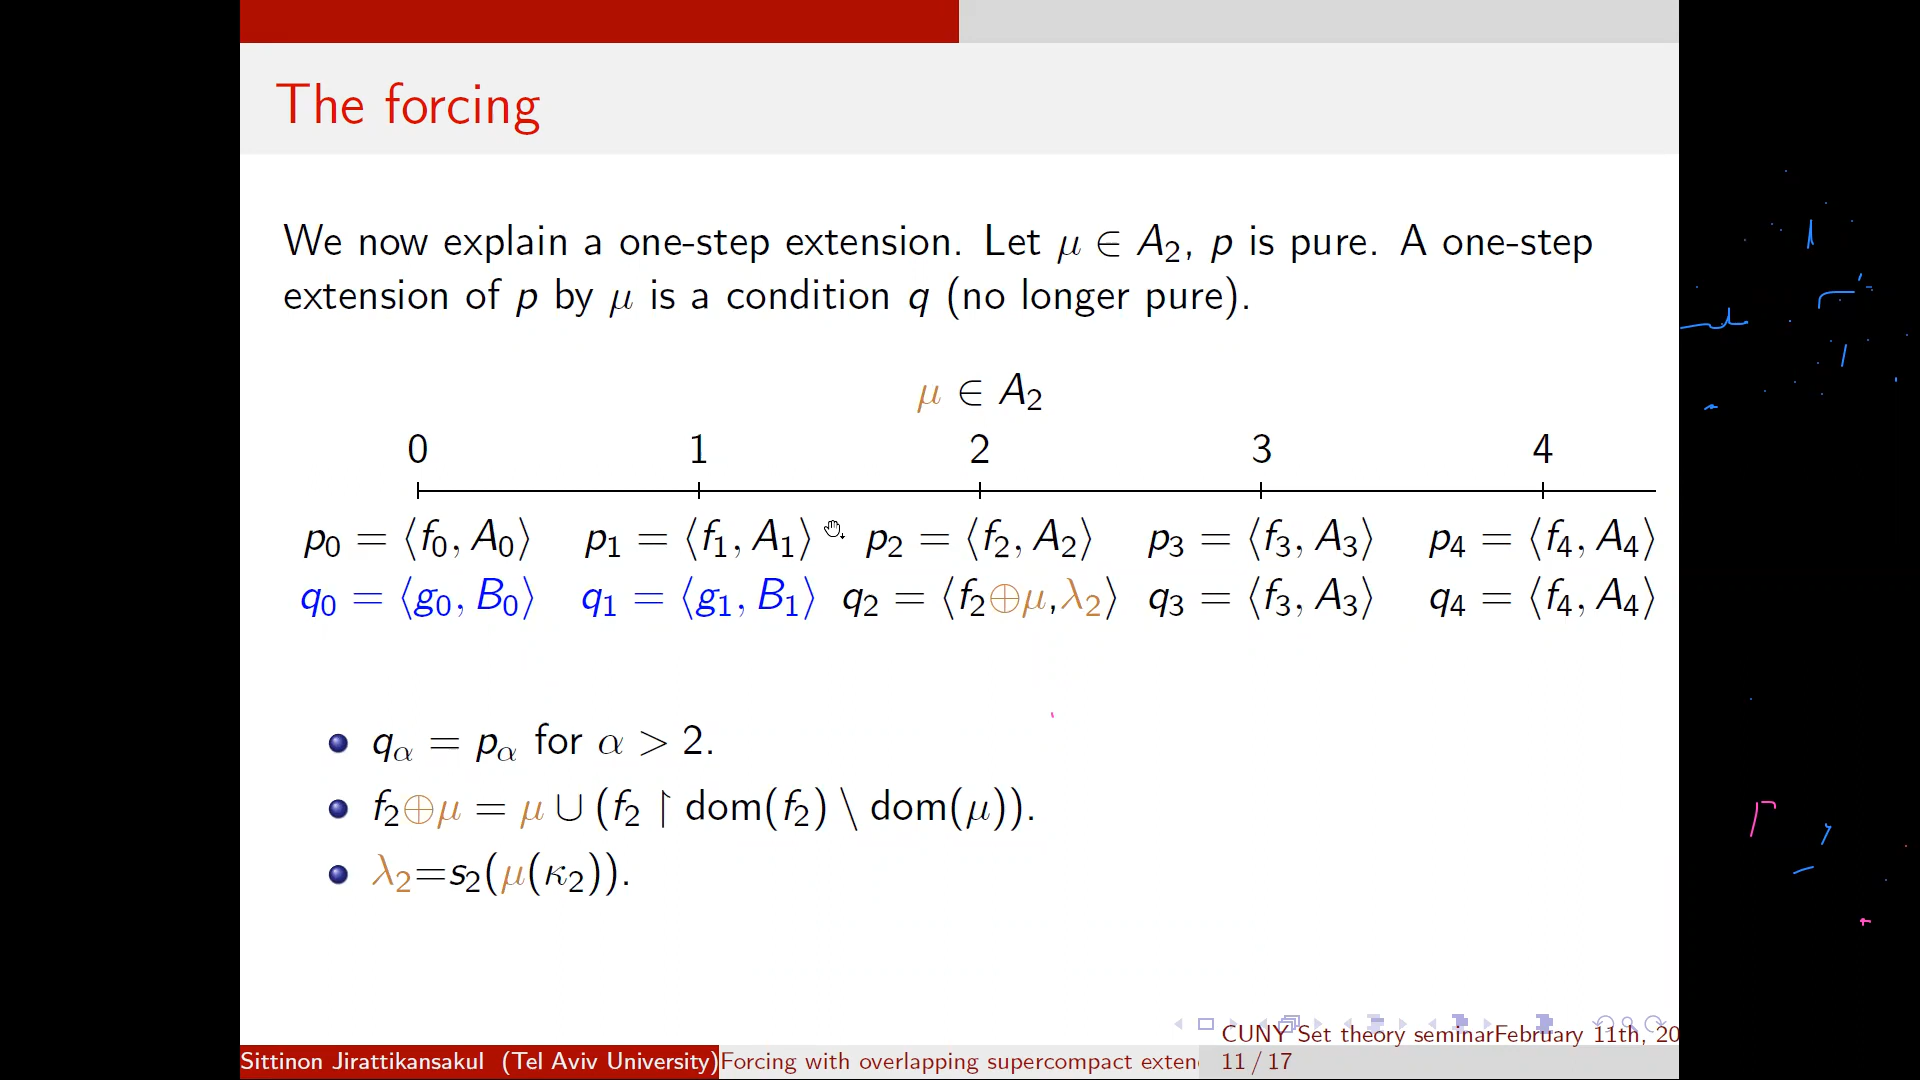 The forcing
We now explain a one-step extension. Let μ ∈ A₂, p is pure. A one-step
extension of p by μ is a condition q (no longer pure).
μ ∈ A₂
0 1 2 3 4
p₀ = ⟨f₀, A₀⟩ p₁ = ⟨f₁, A₁⟩ p₂ = ⟨f₂, A₂⟩ p₃ = ⟨f₃, A₃⟩ p₄ = ⟨f₄, A₄⟩
q₀ = ⟨g₀, B₀⟩ q₁ = ⟨g₁, B₁⟩ q₂ = ⟨f₂⊕μ,λ₂⟩ q₃ = ⟨f₃, A₃⟩ q₄ = ⟨f₄, A₄⟩
qα = pα for α > 2.
f₂⊕μ = μ ∪ (f₂ ↾ dom(f₂) \ dom(μ)).
λ₂=s₂(μ(κ₂)).
CUNY Set theory seminarFebruary 11th, 20
Sittinon Jirattikansakul (Tel Aviv University) Forcing with overlapping supercompact exten 11 / 17